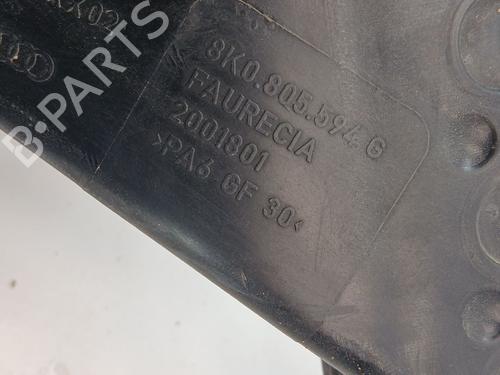 B-PARTS
8K0.805.594 G
FAURECIA
2001801
>PA6 GF 30<